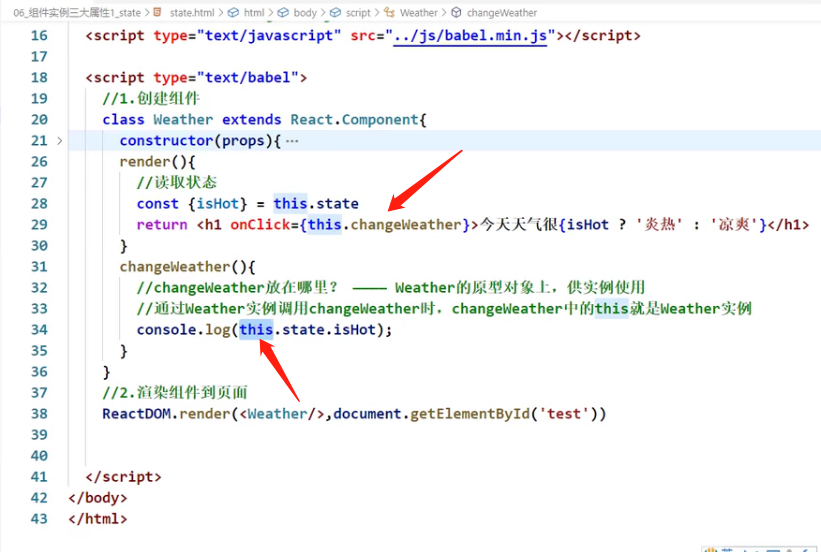 06_组件实例三大属性1_state > state.html > html > body > script > Weather > changeWeather
16 <script type="text/javascript" src="../js/babel.min.js"></script>
17
18 <script type="text/babel">
19 //1.创建组件
20 class Weather extends React.Component{
21 > constructor(props){ ···
26 render(){
27 //读取状态
28 const {isHot} = this.state
29 return <h1 onClick={this.changeWeather}>今天天气很{isHot ? '炎热' : '凉爽'}</h1>
30 }
31 changeWeather(){
32 //changeWeather放在哪里? ———— Weather的原型对象上，供实例使用
33 //通过Weather实例调用changeWeather时，changeWeather中的this就是Weather实例
34 console.log(this.state.isHot);
35 }
36 }
37 //2.渲染组件到页面
38 ReactDOM.render(<Weather/>,document.getElementById('test'))
39
40
41 </script>
42 </body>
43 </html>